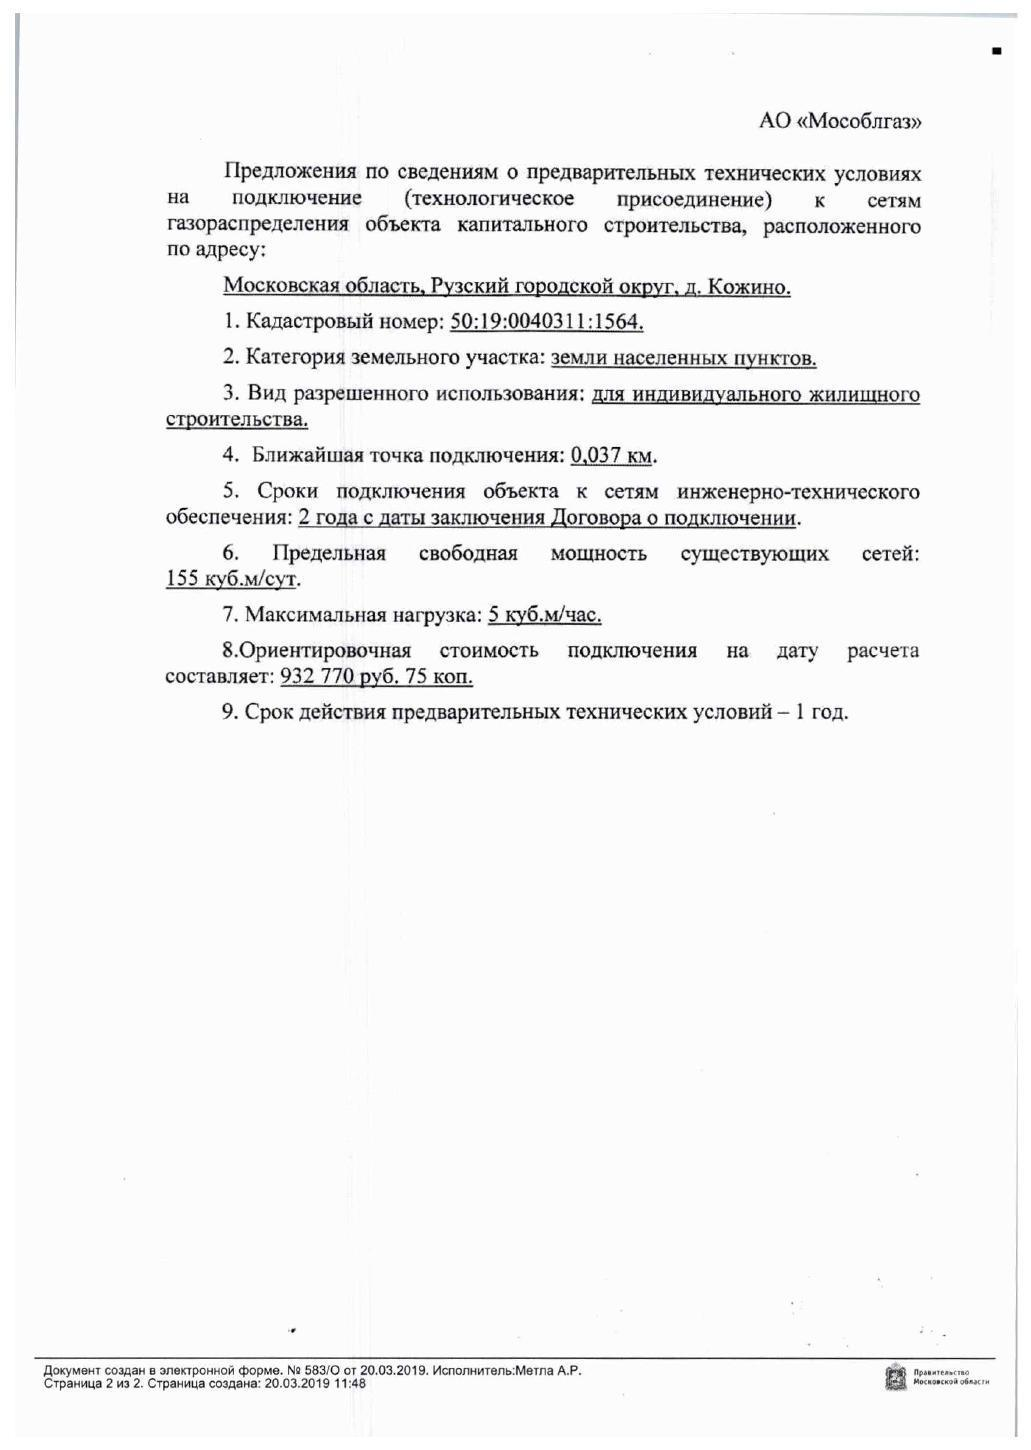 АО «Мособлгаз»
Предложения по сведениям о предварительных технических условиях
на подключение (технологическое присоединение) к сетям
газораспределения объекта капитального строительства, расположенного
по адресу:
Московская область, Рузский городской округ, д. Кожино.
1. Кадастровый номер: 50:19:0040311:1564.
2. Категория земельного участка: земли населенных пунктов.
3. Вид разрешенного использования: для индивидуального жилищного
строительства.
4. Ближайшая точка подключения: 0,037 км.
5. Сроки подключения объекта к сетям инженерно-технического
обеспечения: 2 года с даты заключения Договора о подключении.
6. Предельная свободная мощность существующих сетей:
155 куб.м/сут.
7. Максимальная нагрузка: 5 куб.м/час.
8.Ориентировочная стоимость подключения на дату расчета
составляет: 932 770 руб. 75 коп.
9. Срок действия предварительных технических условий – 1 год.
Документ создан в электронной форме. № 583/О от 20.03.2019. Исполнитель:Метла А.Р.
Страница 2 из 2. Страница создана: 20.03.2019 11:48
Правительство
Московской области